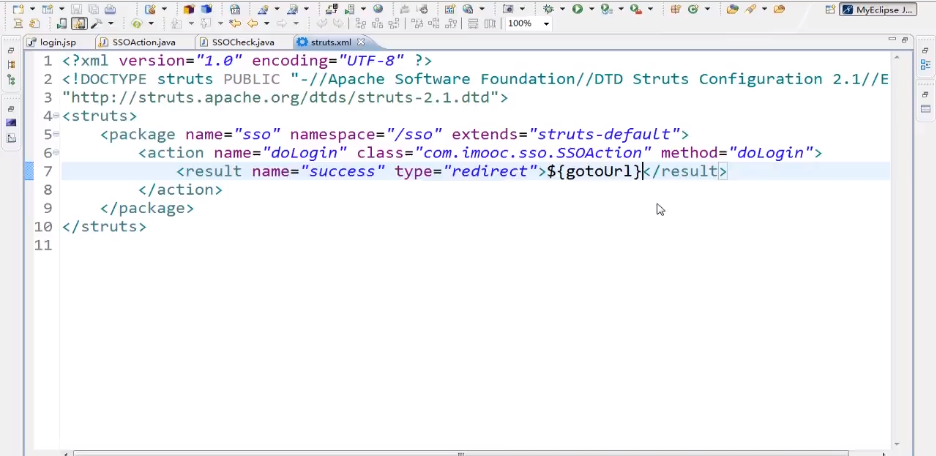 100%
MyEclipse J...
login.jsp
SSOAction.java
SSOCheck.java
struts.xml
1 <?xml version="1.0" encoding="UTF-8" ?>
2 <!DOCTYPE struts PUBLIC "-//Apache Software Foundation//DTD Struts Configuration 2.1//E
3 "http://struts.apache.org/dtds/struts-2.1.dtd">
4 <struts>
5 <package name="sso" namespace="/sso" extends="struts-default">
6 <action name="doLogin" class="com.imooc.sso.SSOAction" method="doLogin">
7 <result name="success" type="redirect">${gotoUrl}</result>
8 </action>
9 </package>
10 </struts>
11